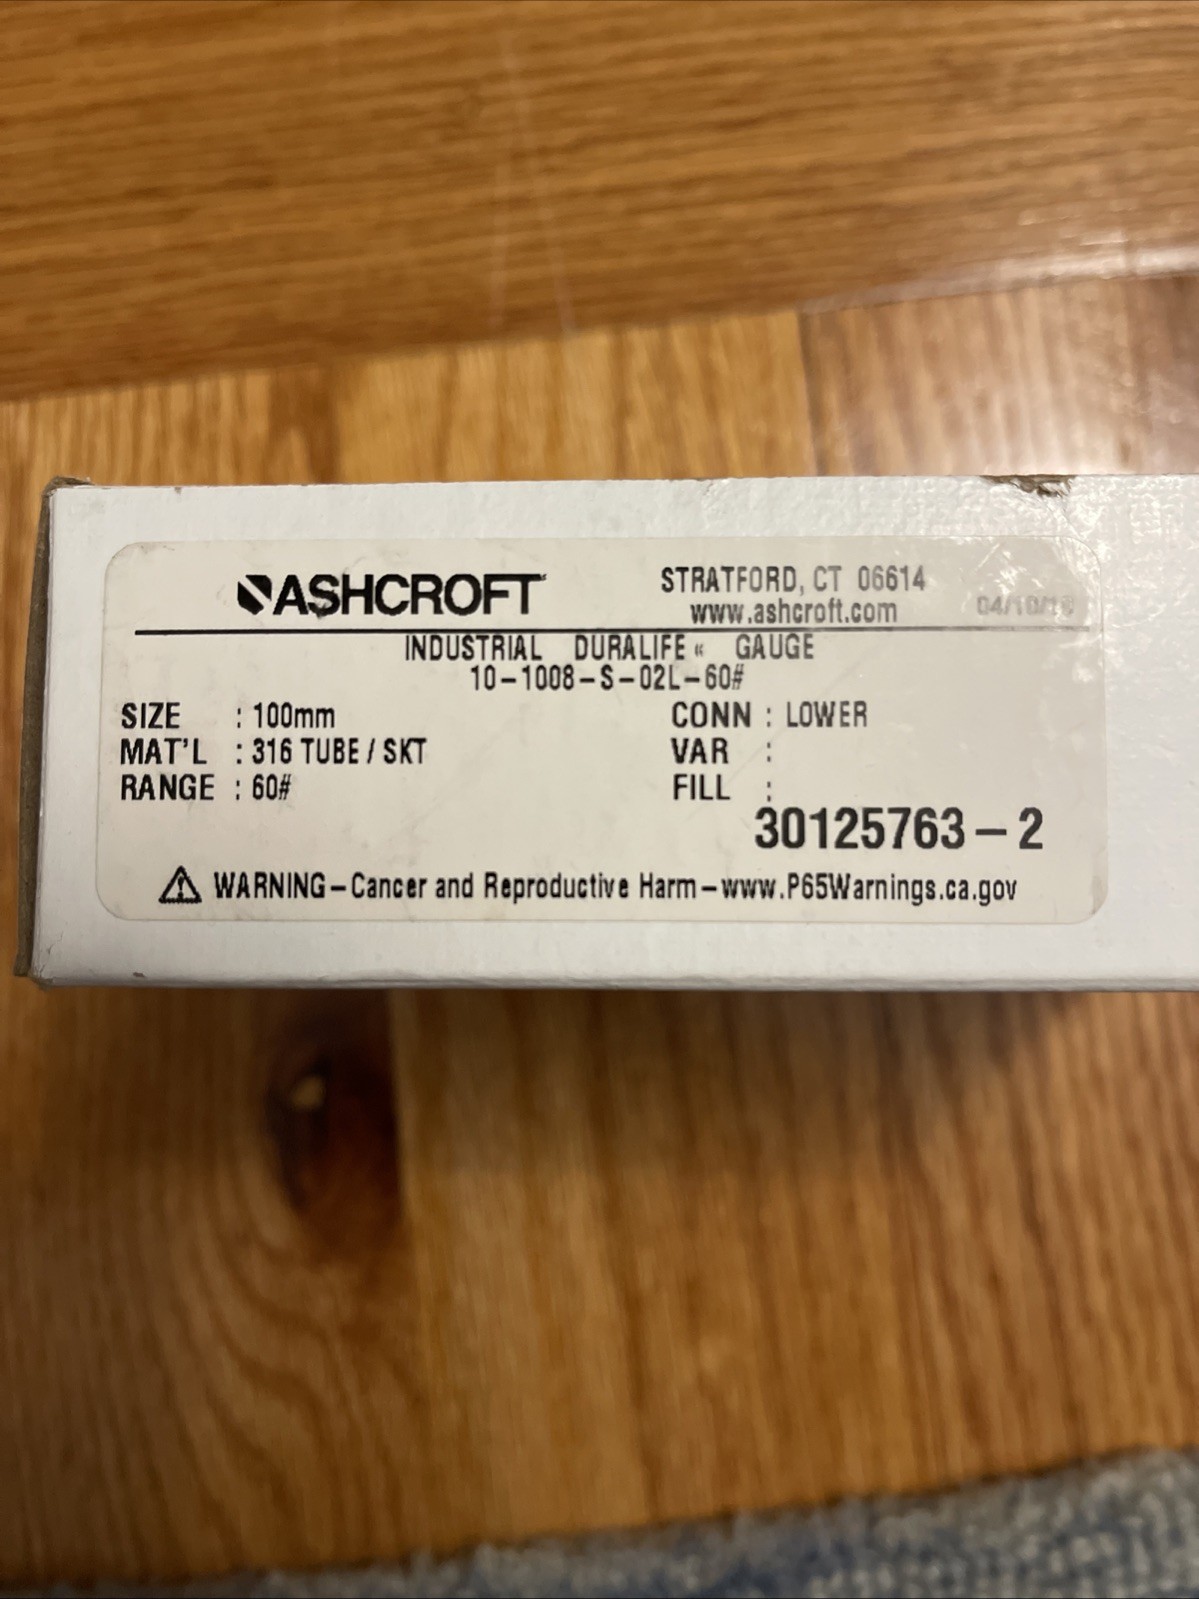 ASHCROFT
STRATFORD, CT 06614
www.ashcroft.com
INDUSTRIAL DURALIFE « GAUGE
10-1008-S-02L-60#
SIZE : 100mm
CONN : LOWER
MAT'L : 316 TUBE / SKT
VAR :
RANGE : 60#
FILL :
30125763-2
WARNING-Cancer and Reproductive Harm-www.P65Warnings.ca.gov